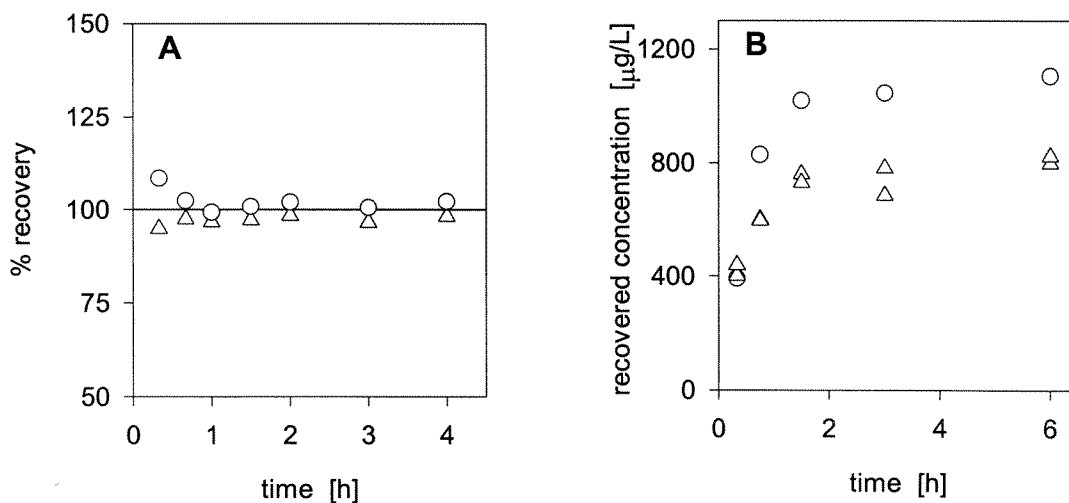 A
150
125
100
75
50
% recovery
0 1 2 3 4
time [h]
B
1200
800
400
0
recovered concentration [µg/L]
0 2 4 6
time [h]